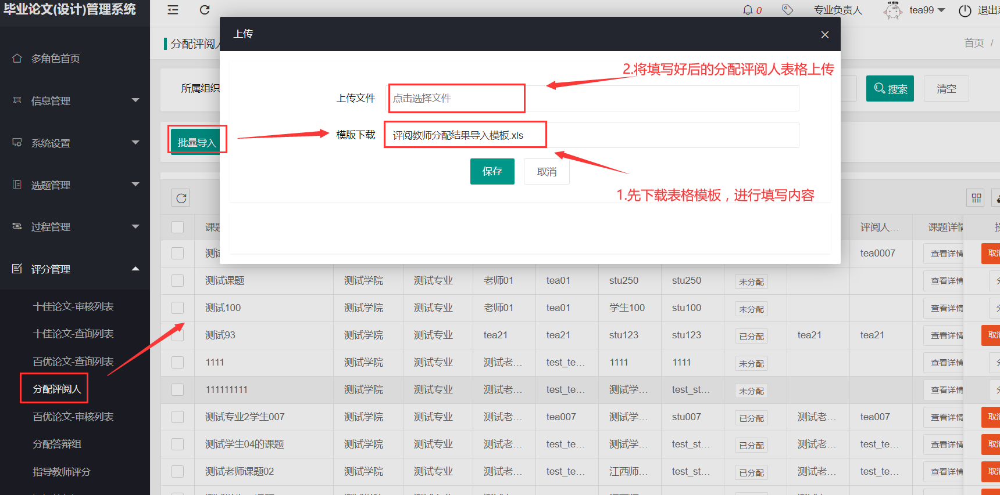 毕业论文(设计)管理系统
0
专业负责人
tea99
退出
多角色首页
信息管理
系统设置
选题管理
过程管理
评分管理
十佳论文-审核列表
十佳论文-查询列表
百优论文-查询列表
分配评阅人
百优论文-审核列表
分配答辩组
指导教师评分
分配评阅人
首页 /
所属组织
搜索
清空
批量导入
上传
2.将填写好后的分配评阅人表格上传
上传文件
点击选择文件
模版下载
评阅教师分配结果导入模板.xls
保存
取消
1.先下载表格模板，进行填写内容
课题 评阅人... 课题详情
测试 tea0007 查看详情 取消
测试课题 测试学院 测试专业 老师01 tea01 stu250 stu250 未分配 查看详情
测试100 测试学院 测试专业 老师01 tea01 学生100 stu100 未分配 查看详情
测试93 测试学院 测试专业 tea21 tea21 stu123 stu123 已分配 tea21 tea21 查看详情 取消
1111 测试学院 测试专业 测试老... test_te... 1111 1111 未分配 查看详情
111111111 测试学院 测试专业 测试老... test_te... 测试学... test_st... 未分配 查看详情
测试专业2学生007 测试学院 测试专业 测试老... tea007 测试学... stu007 已分配 测试老... tea007 查看详情 取消
测试学生04的课题 测试学院 测试专业 测试老... test_te... 测试学... test_st... 已分配 测试老... test_te... 查看详情 取消
测试老师课题02 测试学院 测试专业 测试老... test_te... 江西师... test_st... 已分配 测试老... test_te... 查看详情 取消